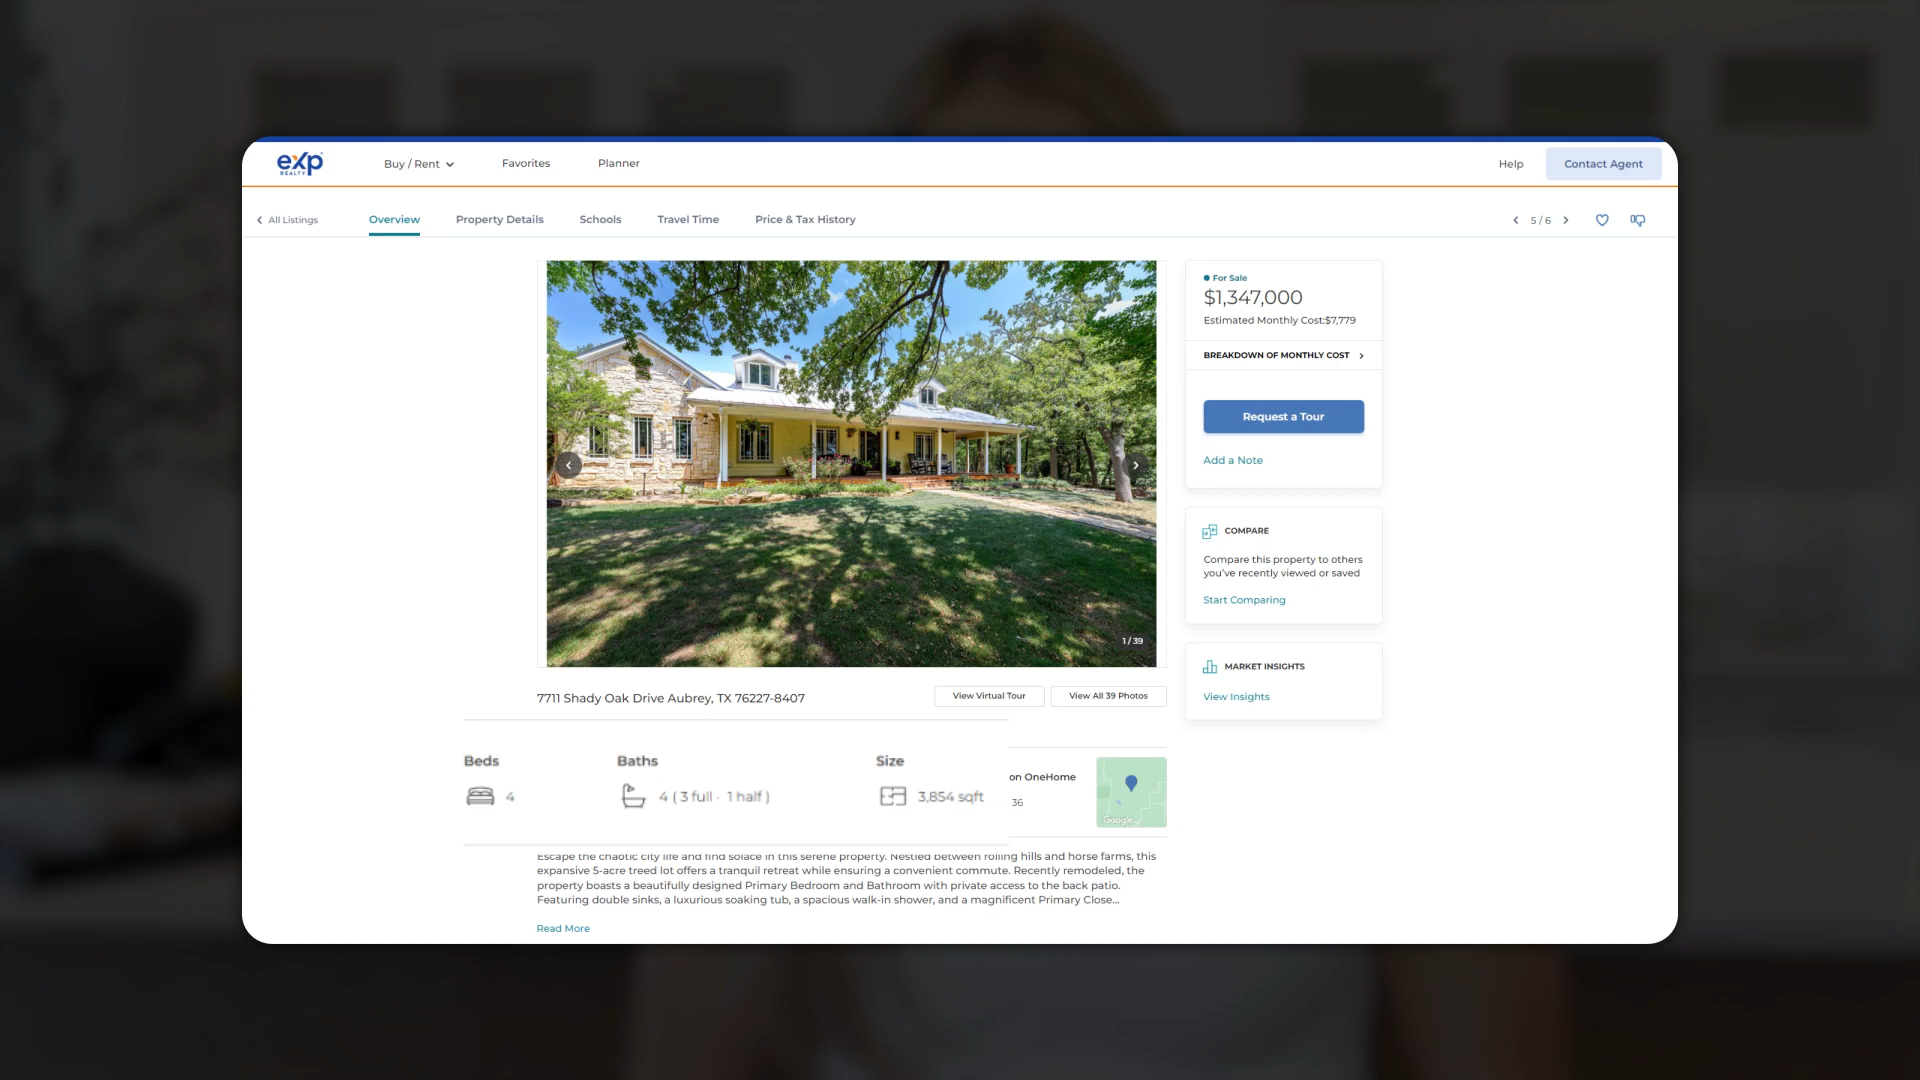 exp
REALTY
Buy / Rent
Favorites
Planner
Help
Contact Agent
All Listings
Overview
Property Details
Schools
Travel Time
Price & Tax History
5 / 6
For Sale
$1,347,000
Estimated Monthly Cost:$7,779
BREAKDOWN OF MONTHLY COST
Request a Tour
Add a Note
COMPARE
Compare this property to others
you've recently viewed or saved
Start Comparing
1 / 39
MARKET INSIGHTS
View Insights
7711 Shady Oak Drive Aubrey, TX 76227-8407
View Virtual Tour
View All 39 Photos
Beds
Baths
Size
4
4 ( 3 full · 1 half )
3,854 sqft
on OneHome
36
Google
Escape the chaotic city life and find solace in this serene property. Nestled between rolling hills and horse farms, this
expansive 5-acre treed lot offers a tranquil retreat while ensuring a convenient commute. Recently remodeled, the
property boasts a beautifully designed Primary Bedroom and Bathroom with private access to the back patio.
Featuring double sinks, a luxurious soaking tub, a spacious walk-in shower, and a magnificent Primary Close...
Read More